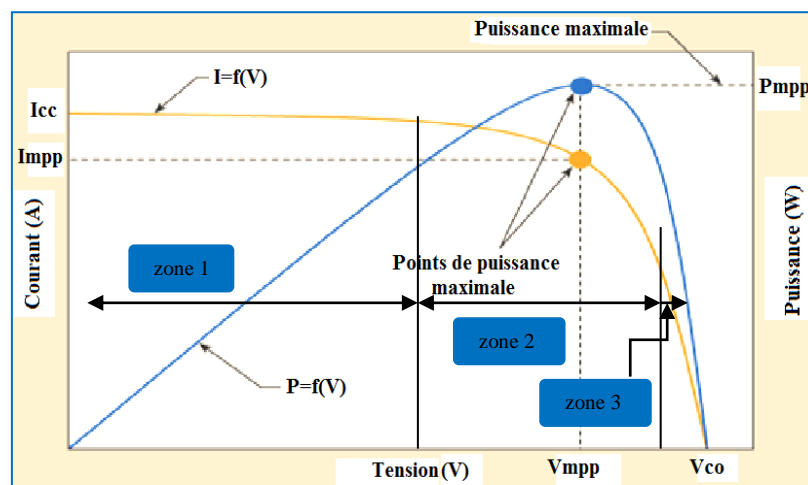 Puissance maximale
I=f(V)
Pmpp
Icc
Impp
Courant (A)
Puissance (W)
zone 1
Points de puissance
maximale
zone 2
P=f(V)
zone 3
Tension (V)
Vmpp
Vco